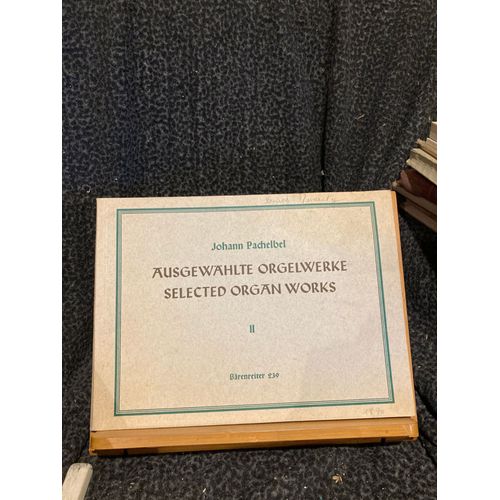 Johann Pachelbel
AUSGEWÄHLTE ORGELWERKE
SELECTED ORGAN WORKS
II
Bärenreiter 239